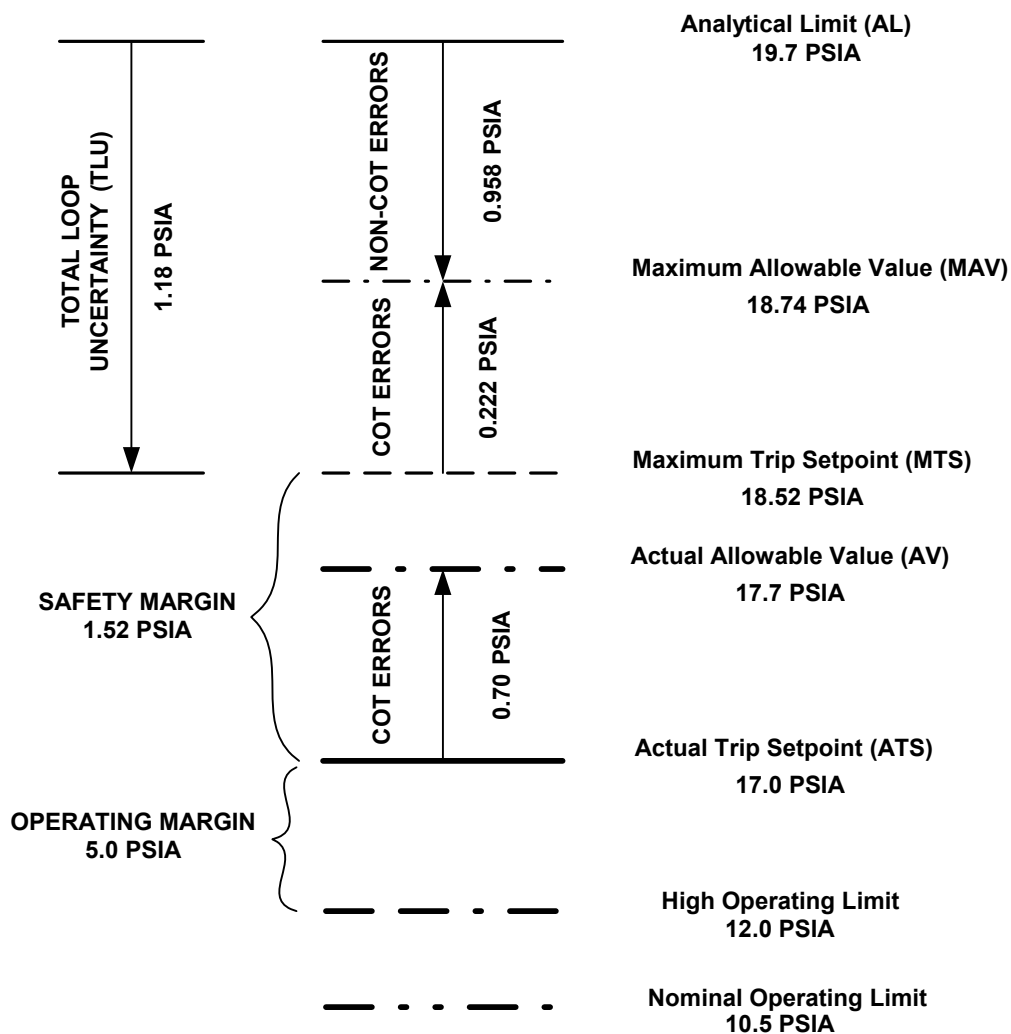 Analytical Limit (AL)
19.7 PSIA
TOTAL LOOP
UNCERTAINTY (TLU)
1.18 PSIA
NON-COT ERRORS
0.958 PSIA
Maximum Allowable Value (MAV)
18.74 PSIA
COT ERRORS
0.222 PSIA
Maximum Trip Setpoint (MTS)
18.52 PSIA
Actual Allowable Value (AV)
17.7 PSIA
SAFETY MARGIN
1.52 PSIA
COT ERRORS
0.70 PSIA
Actual Trip Setpoint (ATS)
17.0 PSIA
OPERATING MARGIN
5.0 PSIA
High Operating Limit
12.0 PSIA
Nominal Operating Limit
10.5 PSIA